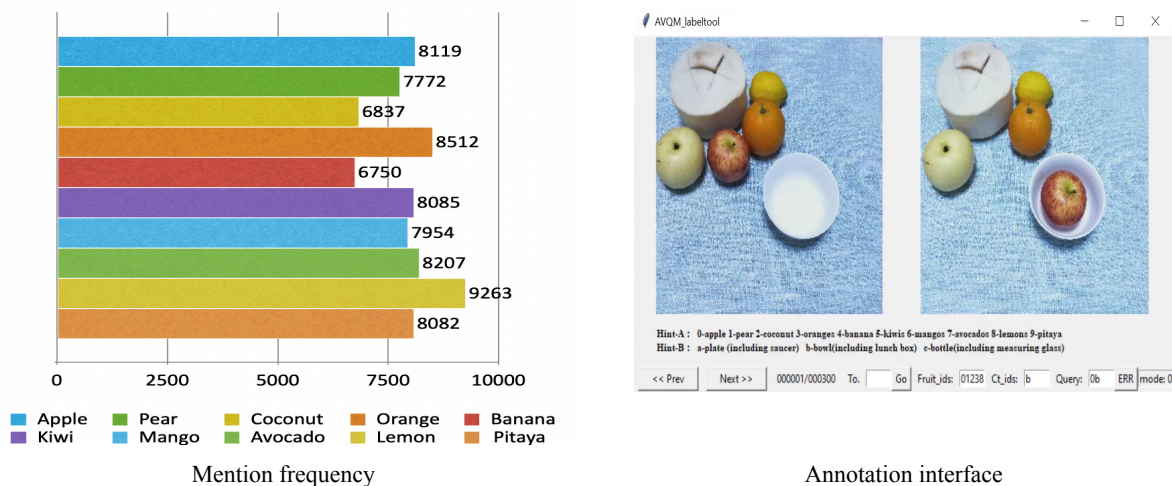 8119
7772
6837
8512
6750
8085
7954
8207
9263
8082
0 2500 5000 7500 10000
Apple Pear Coconut Orange Banana
Kiwi Mango Avocado Lemon Pitaya
Mention frequency
AVQM_labeltool
Hint-A : 0-apple 1-pear 2-coconut 3-oranges 4-banana 5-kiwis 6-mangos 7-avocados 8-lemons 9-pitaya
Hint-B : a-plate (including saucer) b-bowl(including lunch box) c-bottle(including measuring glass)
<< Prev Next >> 000001/000300 To. Go Fruit_ids: 01238 Ct_ids: b Query: 0b ERR mode: 0
Annotation interface